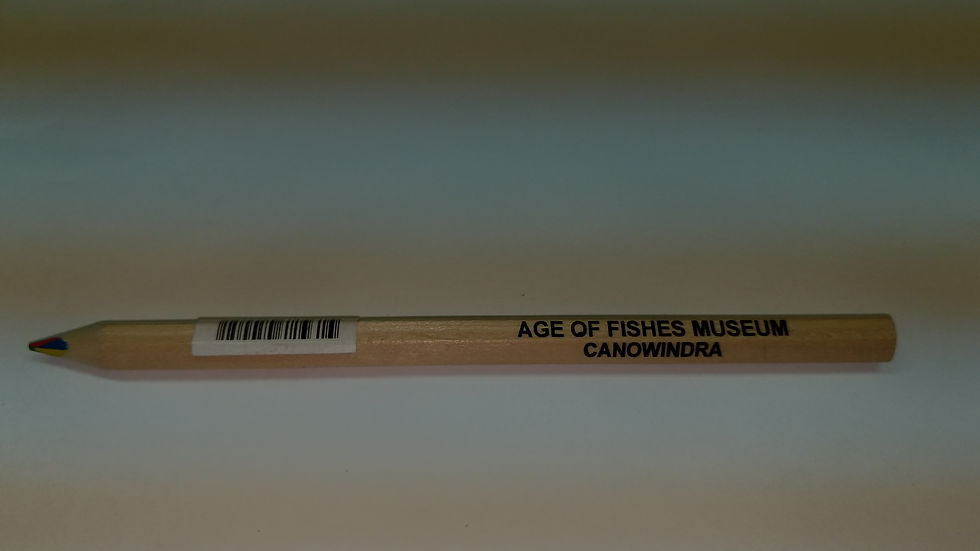 AGE OF FISHES MUSEUM
CANOWINDRA